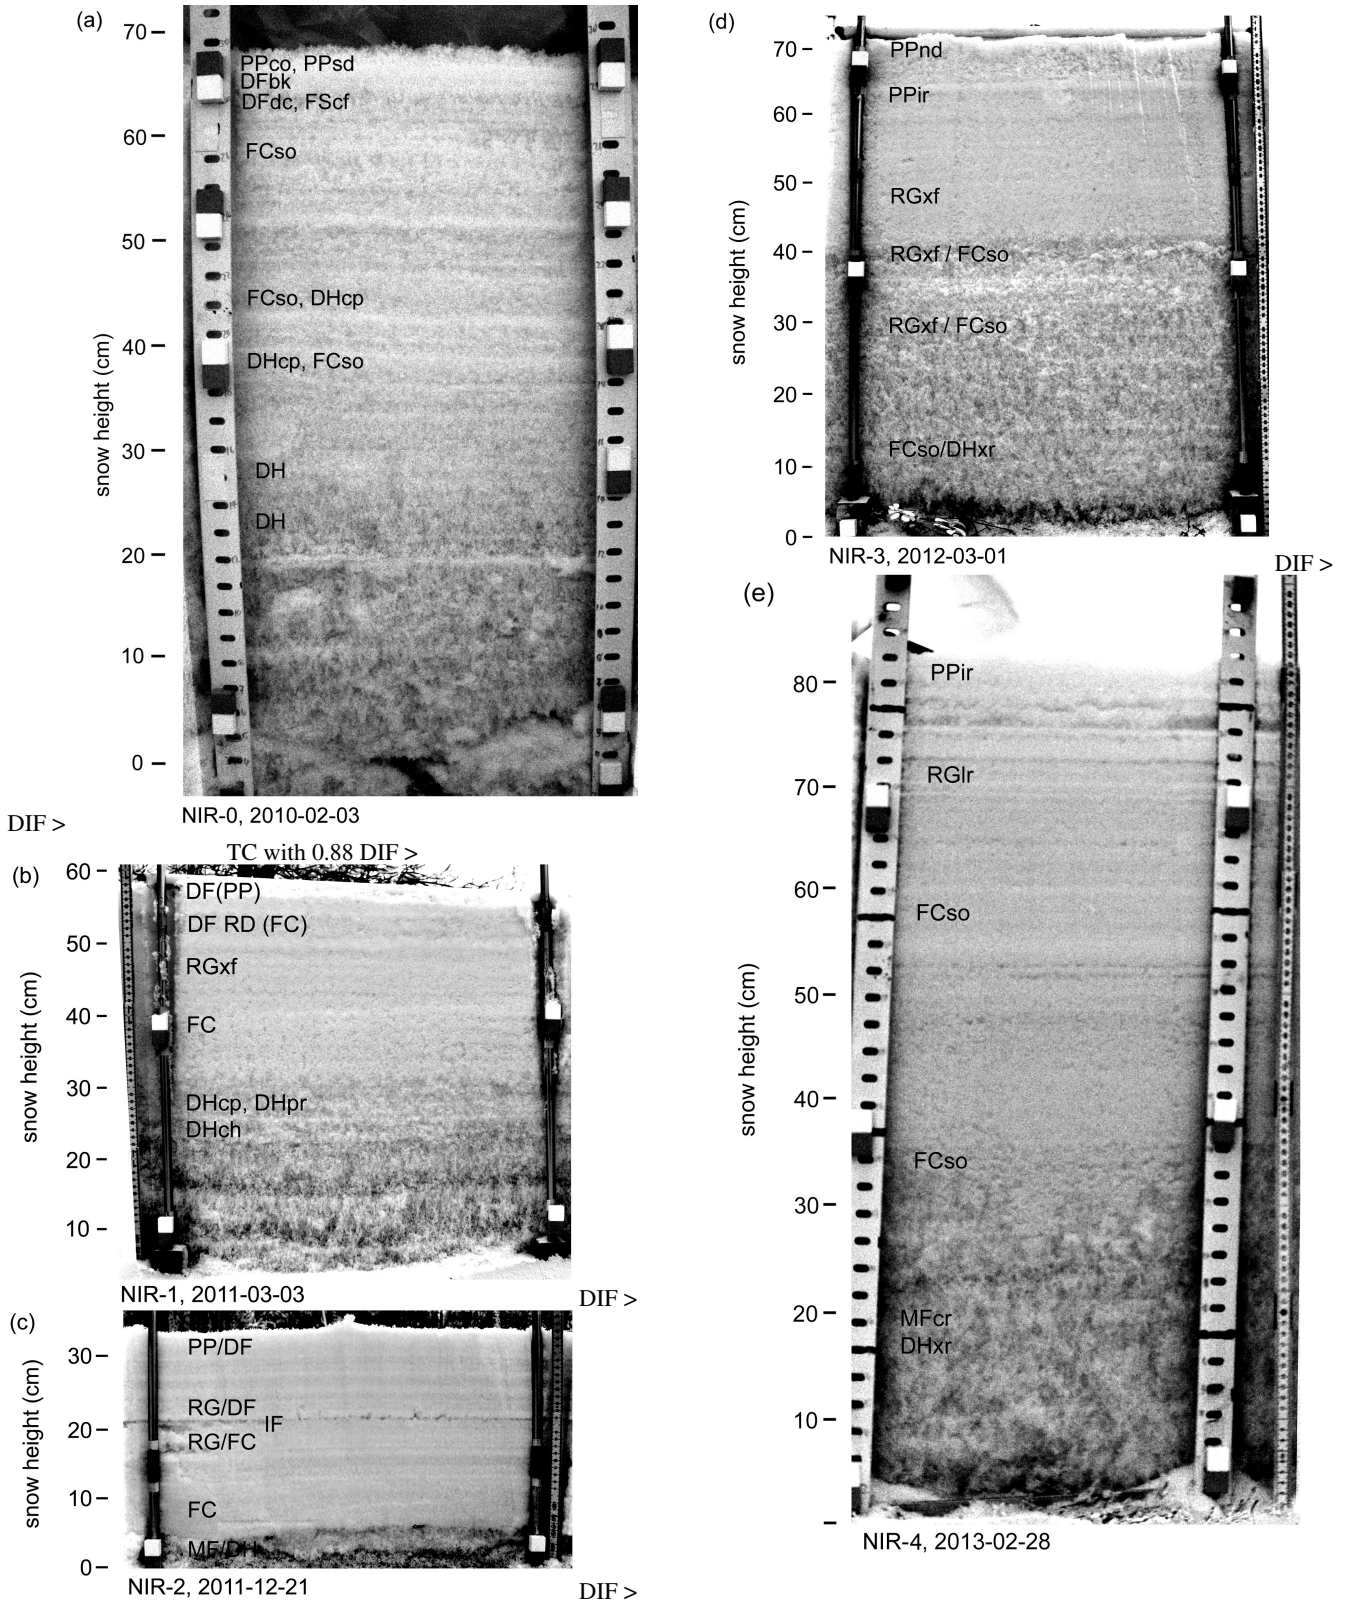 (a)
70
60
50
40
30
20
10
0
snow height (cm)
PPco, PPsd
DFbk
DFdc, FScf
FCso
FCso, DHcp
DHcp, FCso
DH
DH
NIR-0, 2010-02-03
DIF >
TC with 0.88 DIF >
(b)
60
50
40
30
20
10
snow height (cm)
DF(PP)
DF RD (FC)
RGxf
FC
DHcp, DHpr
DHch
NIR-1, 2011-03-03
DIF >
(c)
30
20
10
0
snow height (cm)
PP/DF
RG/DF
IF
RG/FC
FC
MF/DH
NIR-2, 2011-12-21
DIF >
(d)
70
60
50
40
30
20
10
0
snow height (cm)
PPnd
PPir
RGxf
RGxf / FCso
RGxf / FCso
FCso/DHxr
NIR-3, 2012-03-01
DIF >
(e)
80
70
60
50
40
30
20
10
snow height (cm)
PPir
RGlr
FCso
FCso
MFcr
DHxr
NIR-4, 2013-02-28